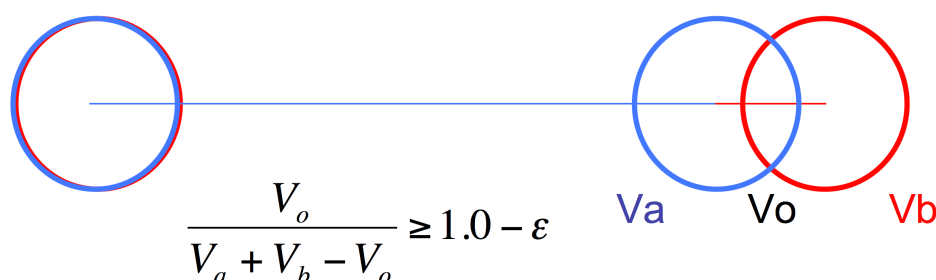 Va Vo Vb
V_o / (V_a + V_b - V_o) ≥ 1.0 - ε